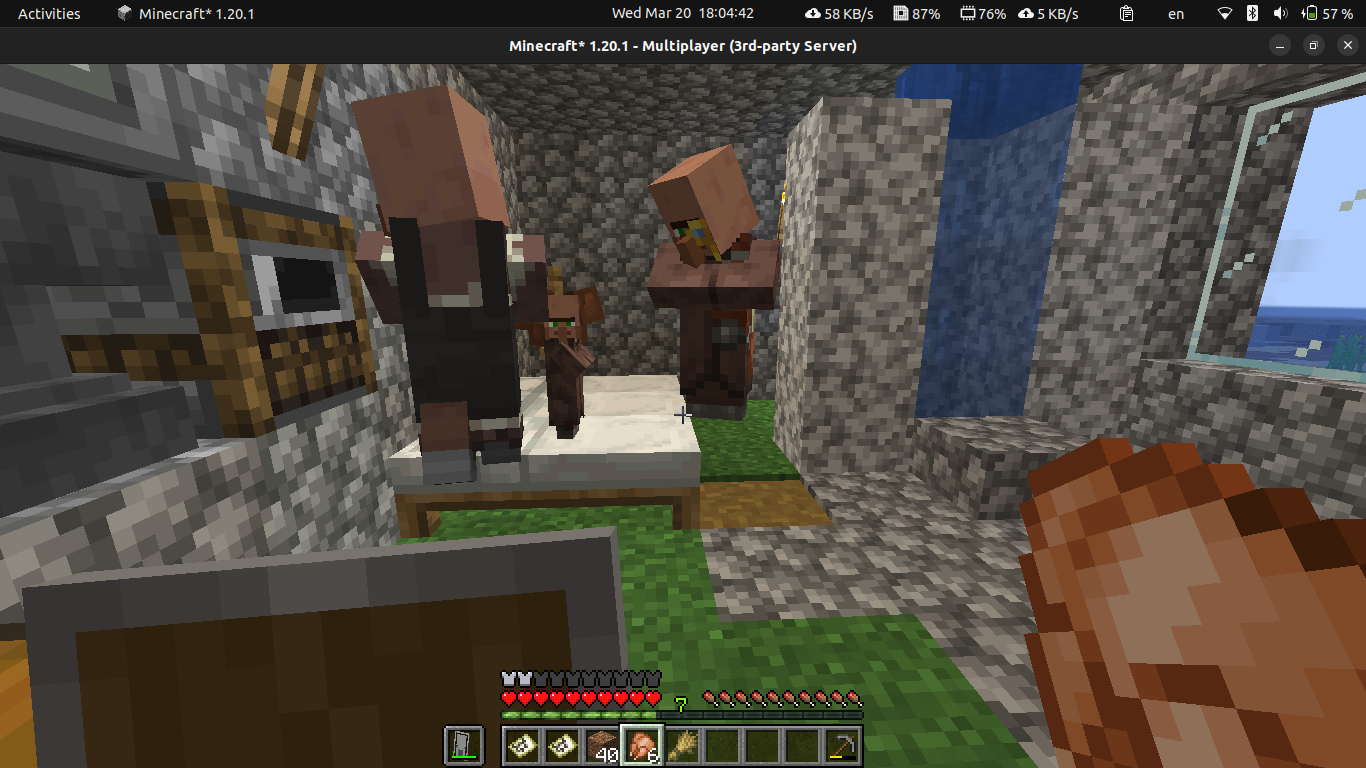 Activities Minecraft* 1.20.1 Wed Mar 20 18:04:42 58 KB/s 87% 76% 5 KB/s en 57 %
Minecraft* 1.20.1 - Multiplayer (3rd-party Server)
7
40 6